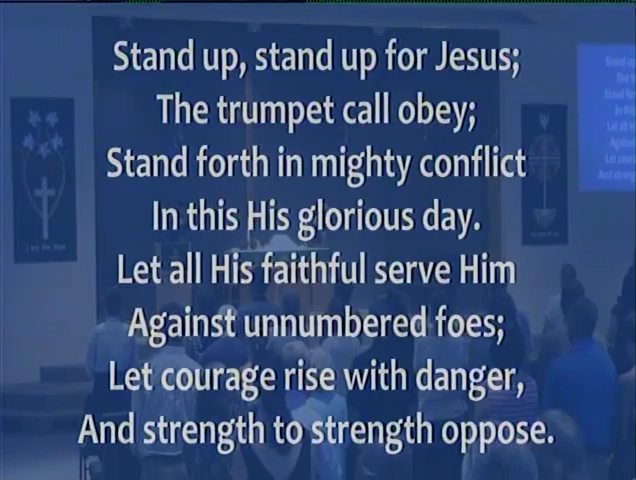 Stand up, stand up for Jesus;
The trumpet call obey;
Stand forth in mighty conflict
In this His glorious day.
Let all His faithful serve Him
Against unnumbered foes;
Let courage rise with danger,
And strength to strength oppose.